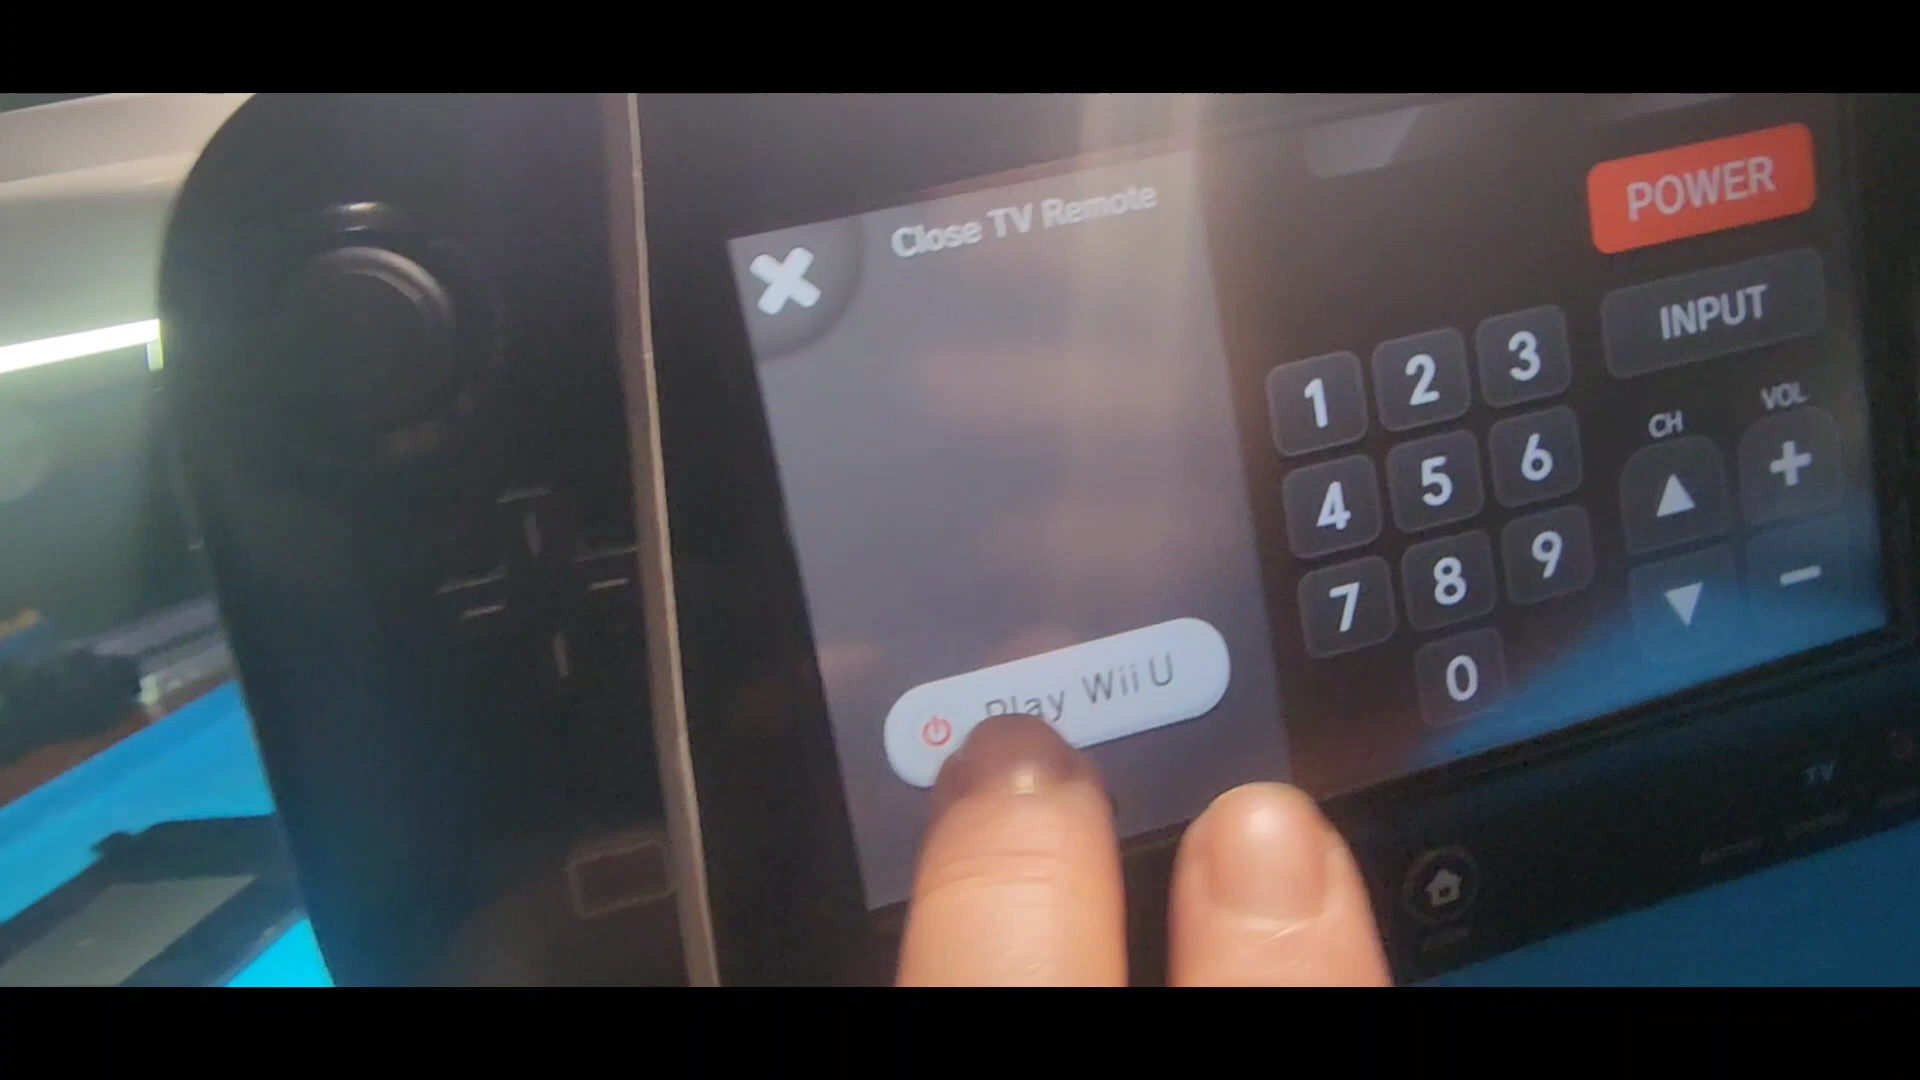 Close TV Remote
POWER
INPUT
1 2 3
CH
VOL
4 5 6
7 8 9
0
Play Wii U
TV